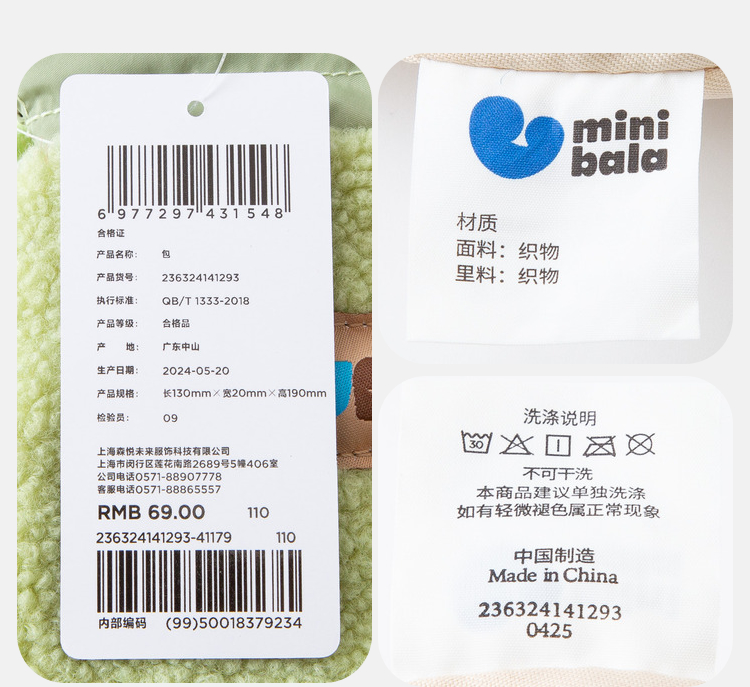 6 977297 431548
合格证
产品名称： 包
产品货号： 236324141293
执行标准： QB/T 1333-2018
产品等级： 合格品
产 地： 广东中山
生产日期： 2024-05-20
产品规格： 长130mm×宽20mm×高190mm
检验员： 09
上海森悦未来服饰科技有限公司
上海市闵行区莲花南路2689号5幢406室
公司电话0571-88907778
客服电话0571-88865557
RMB 69.00 110
236324141293-41179 110
内部编码 (99)50018379234
mini
bala
材质
面料：织物
里料：织物
洗涤说明
30
不可干洗
本商品建议单独洗涤
如有轻微褪色属正常现象
中国制造
Made in China
236324141293
0425